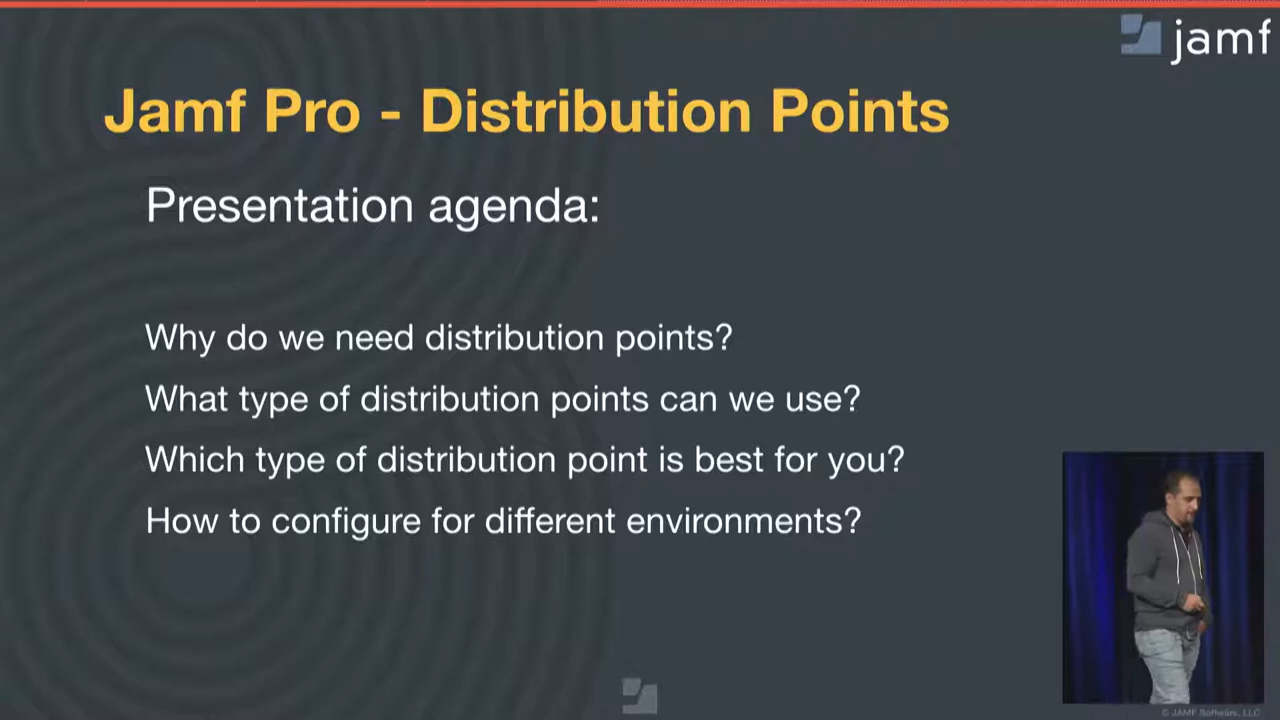 jamf
Jamf Pro - Distribution Points
Presentation agenda:
Why do we need distribution points?
What type of distribution points can we use?
Which type of distribution point is best for you?
How to configure for different environments?
© JAMF Software, LLC